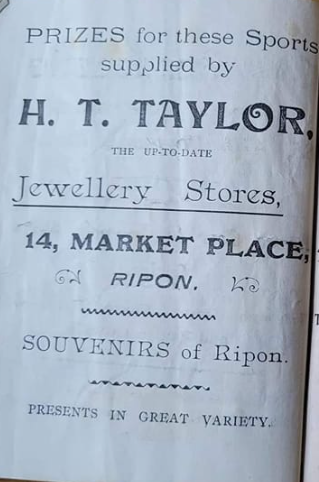 PRIZES for these Sports
supplied by
H. T. TAYLOR,
THE UP-TO-DATE
Jewellery Stores,
14, MARKET PLACE,
RIPON.
SOUVENIRS of Ripon.
PRESENTS IN GREAT VARIETY.